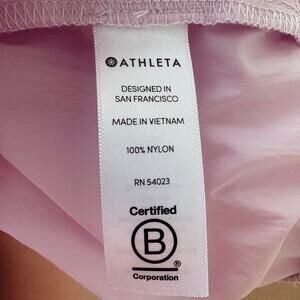 ATHLETA
DESIGNED IN
SAN FRANCISCO
MADE IN VIETNAM
100% NYLON
RN 54023
Certified
B
®
Corporation